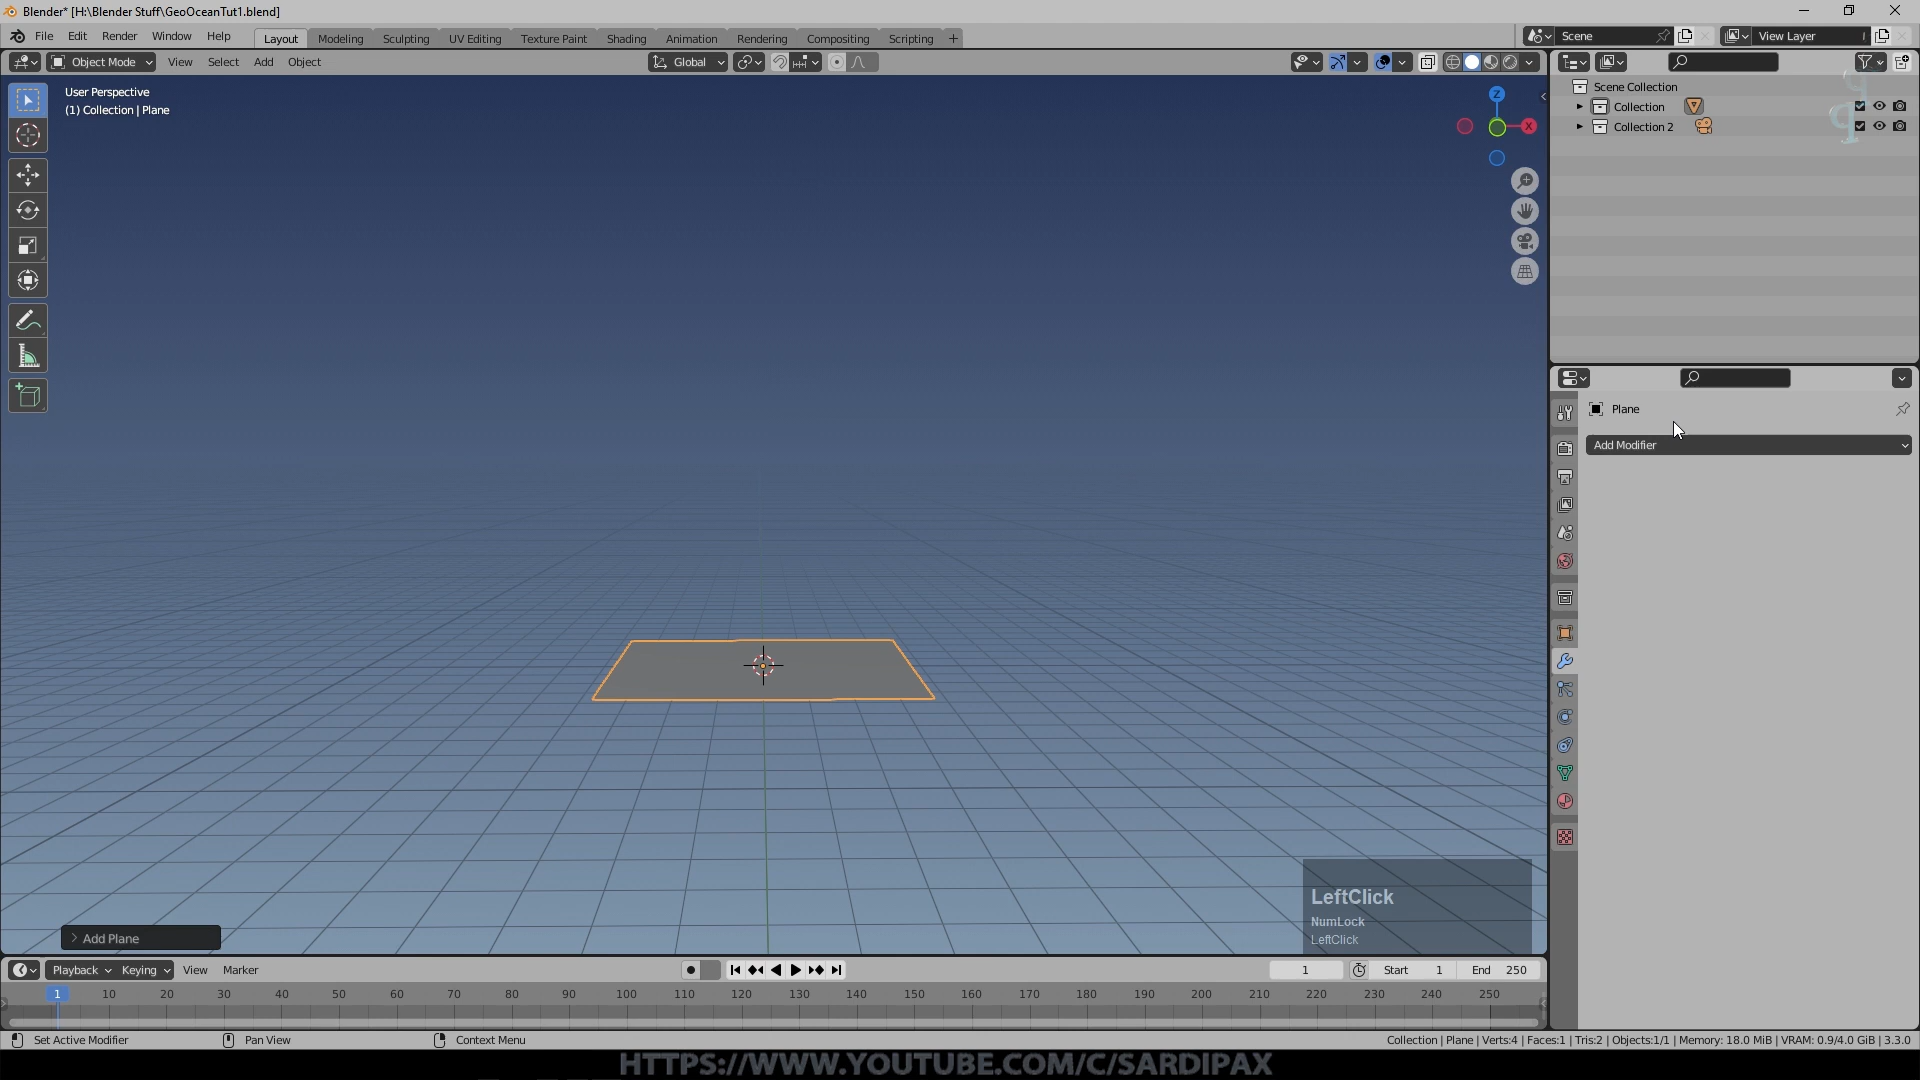 Blender* [H:\Blender Stuff\GeoOceanTut1.blend]
File Edit Render Window Help Layout Modeling Sculpting UV Editing Texture Paint Shading Animation Rendering Compositing Scripting + Scene View Layer
Object Mode View Select Add Object Global
User Perspective
(1) Collection | Plane
Z
X
Scene Collection
Collection
Collection 2
Plane
Add Modifier
LeftClick
NumLock
LeftClick
Add Plane
Playback Keying View Marker 1 Start 1 End 250
1 10 20 30 40 50 60 70 80 90 100 110 120 130 140 150 160 170 180 190 200 210 220 230 240 250
Set Active Modifier Pan View Context Menu Collection | Plane | Verts:4 | Faces:1 | Tris:2 | Objects:1/1 | Memory: 18.0 MiB | VRAM: 0.9/4.0 GiB | 3.3.0
HTTPS://WWW.YOUTUBE.COM/C/SARDIPAX